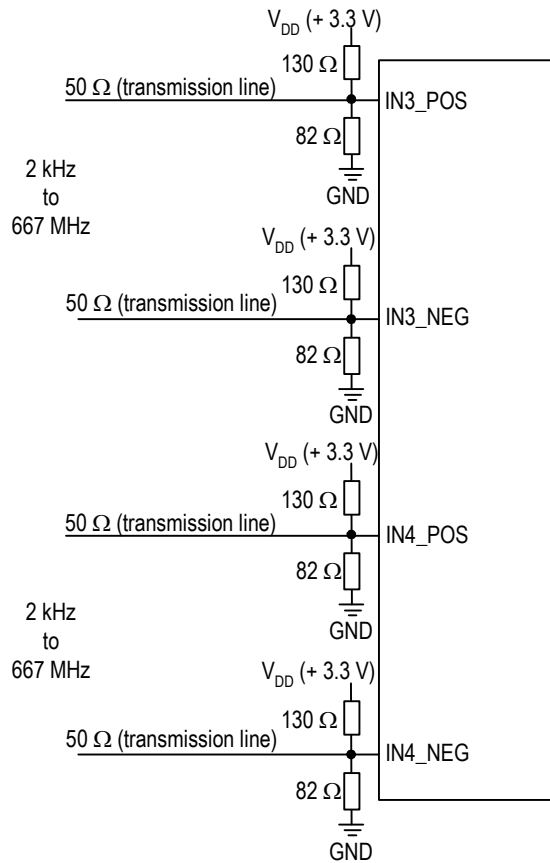 V_DD (+ 3.3 V)
130 Ω
50 Ω (transmission line)
IN3_POS
82 Ω
GND
2 kHz
to
667 MHz
V_DD (+ 3.3 V)
130 Ω
50 Ω (transmission line)
IN3_NEG
82 Ω
GND
V_DD (+ 3.3 V)
130 Ω
50 Ω (transmission line)
IN4_POS
82 Ω
GND
2 kHz
to
667 MHz
V_DD (+ 3.3 V)
130 Ω
50 Ω (transmission line)
IN4_NEG
82 Ω
GND